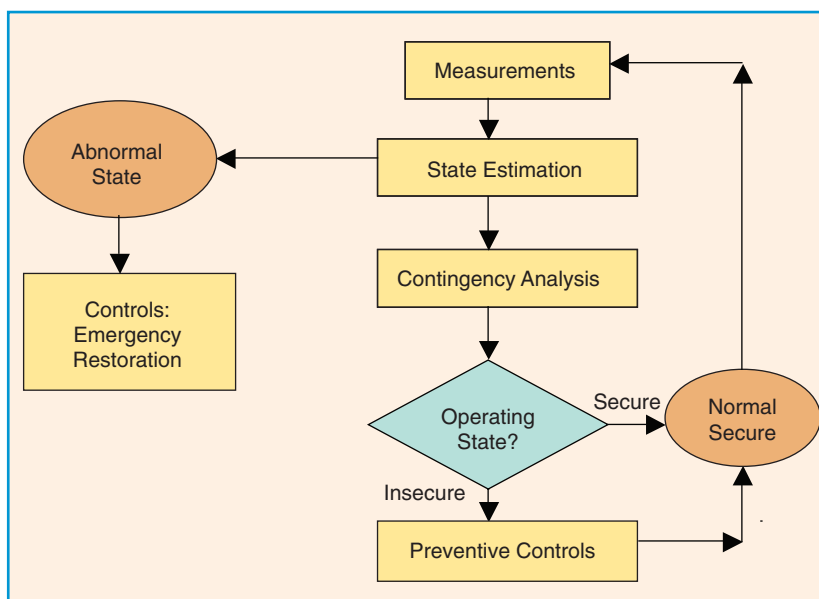 Measurements
Abnormal
State
State Estimation
Controls:
Emergency
Restoration
Contingency Analysis
Operating
State?
Secure
Normal
Secure
Insecure
Preventive Controls